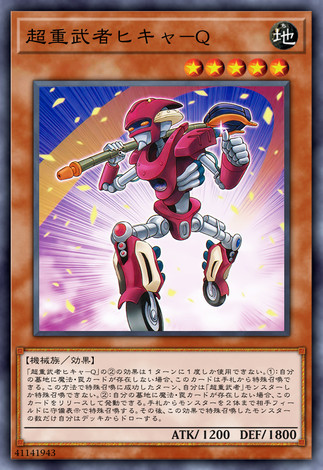 超重武者ヒキャーQ
地
【機械族／効果】
「超重武者ヒキャーQ」の②の効果は1ターンに1度しか使用できない。①：自分
の墓地に魔法・罠カードが存在しない場合、このカードは手札から特殊召喚で
きる。この方法で特殊召喚に成功したターン、自分は「超重武者」モンスター
しか特殊召喚できない。②：自分の墓地に魔法・罠カードが存在しない場合、こ
のカードをリリースして発動できる。手札からモンスターを2体まで相手フィー
ルドに守備表示で特殊召喚する。その後、この効果で特殊召喚したモンスター
の数だけ自分はデッキからドローする。
ATK/1200 DEF/1800
41141943